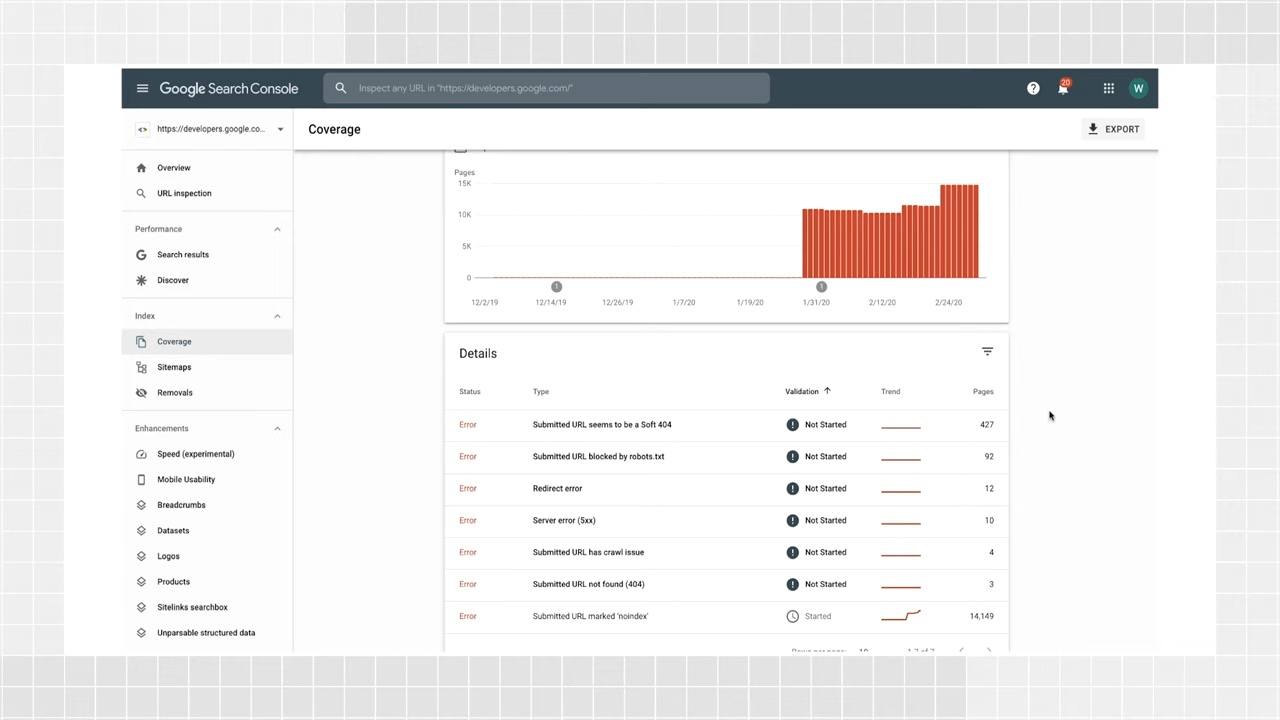 Google Search Console
Inspect any URL in "https://developers.google.com/"
20
W
https://developers.google.co...
Coverage
EXPORT
Overview
URL inspection
Performance
Search results
Discover
Index
Coverage
Sitemaps
Removals
Enhancements
Speed (experimental)
Mobile Usability
Breadcrumbs
Datasets
Logos
Products
Sitelinks searchbox
Unparsable structured data
Pages
15K
10K
5K
0
1 1
12/2/19 12/14/19 12/26/19 1/7/20 1/19/20 1/31/20 2/12/20 2/24/20
Details
Status Type Validation Trend Pages
Error Submitted URL seems to be a Soft 404 Not Started 427
Error Submitted URL blocked by robots.txt Not Started 92
Error Redirect error Not Started 12
Error Server error (5xx) Not Started 10
Error Submitted URL has crawl issue Not Started 4
Error Submitted URL not found (404) Not Started 3
Error Submitted URL marked 'noindex' Started 14,149